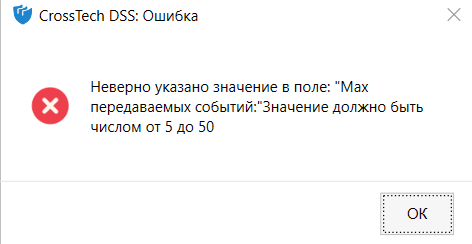 CrossTech DSS: Ошибка
Неверно указано значение в поле: "Max
передаваемых событий:"Значение должно быть
числом от 5 до 50
OK